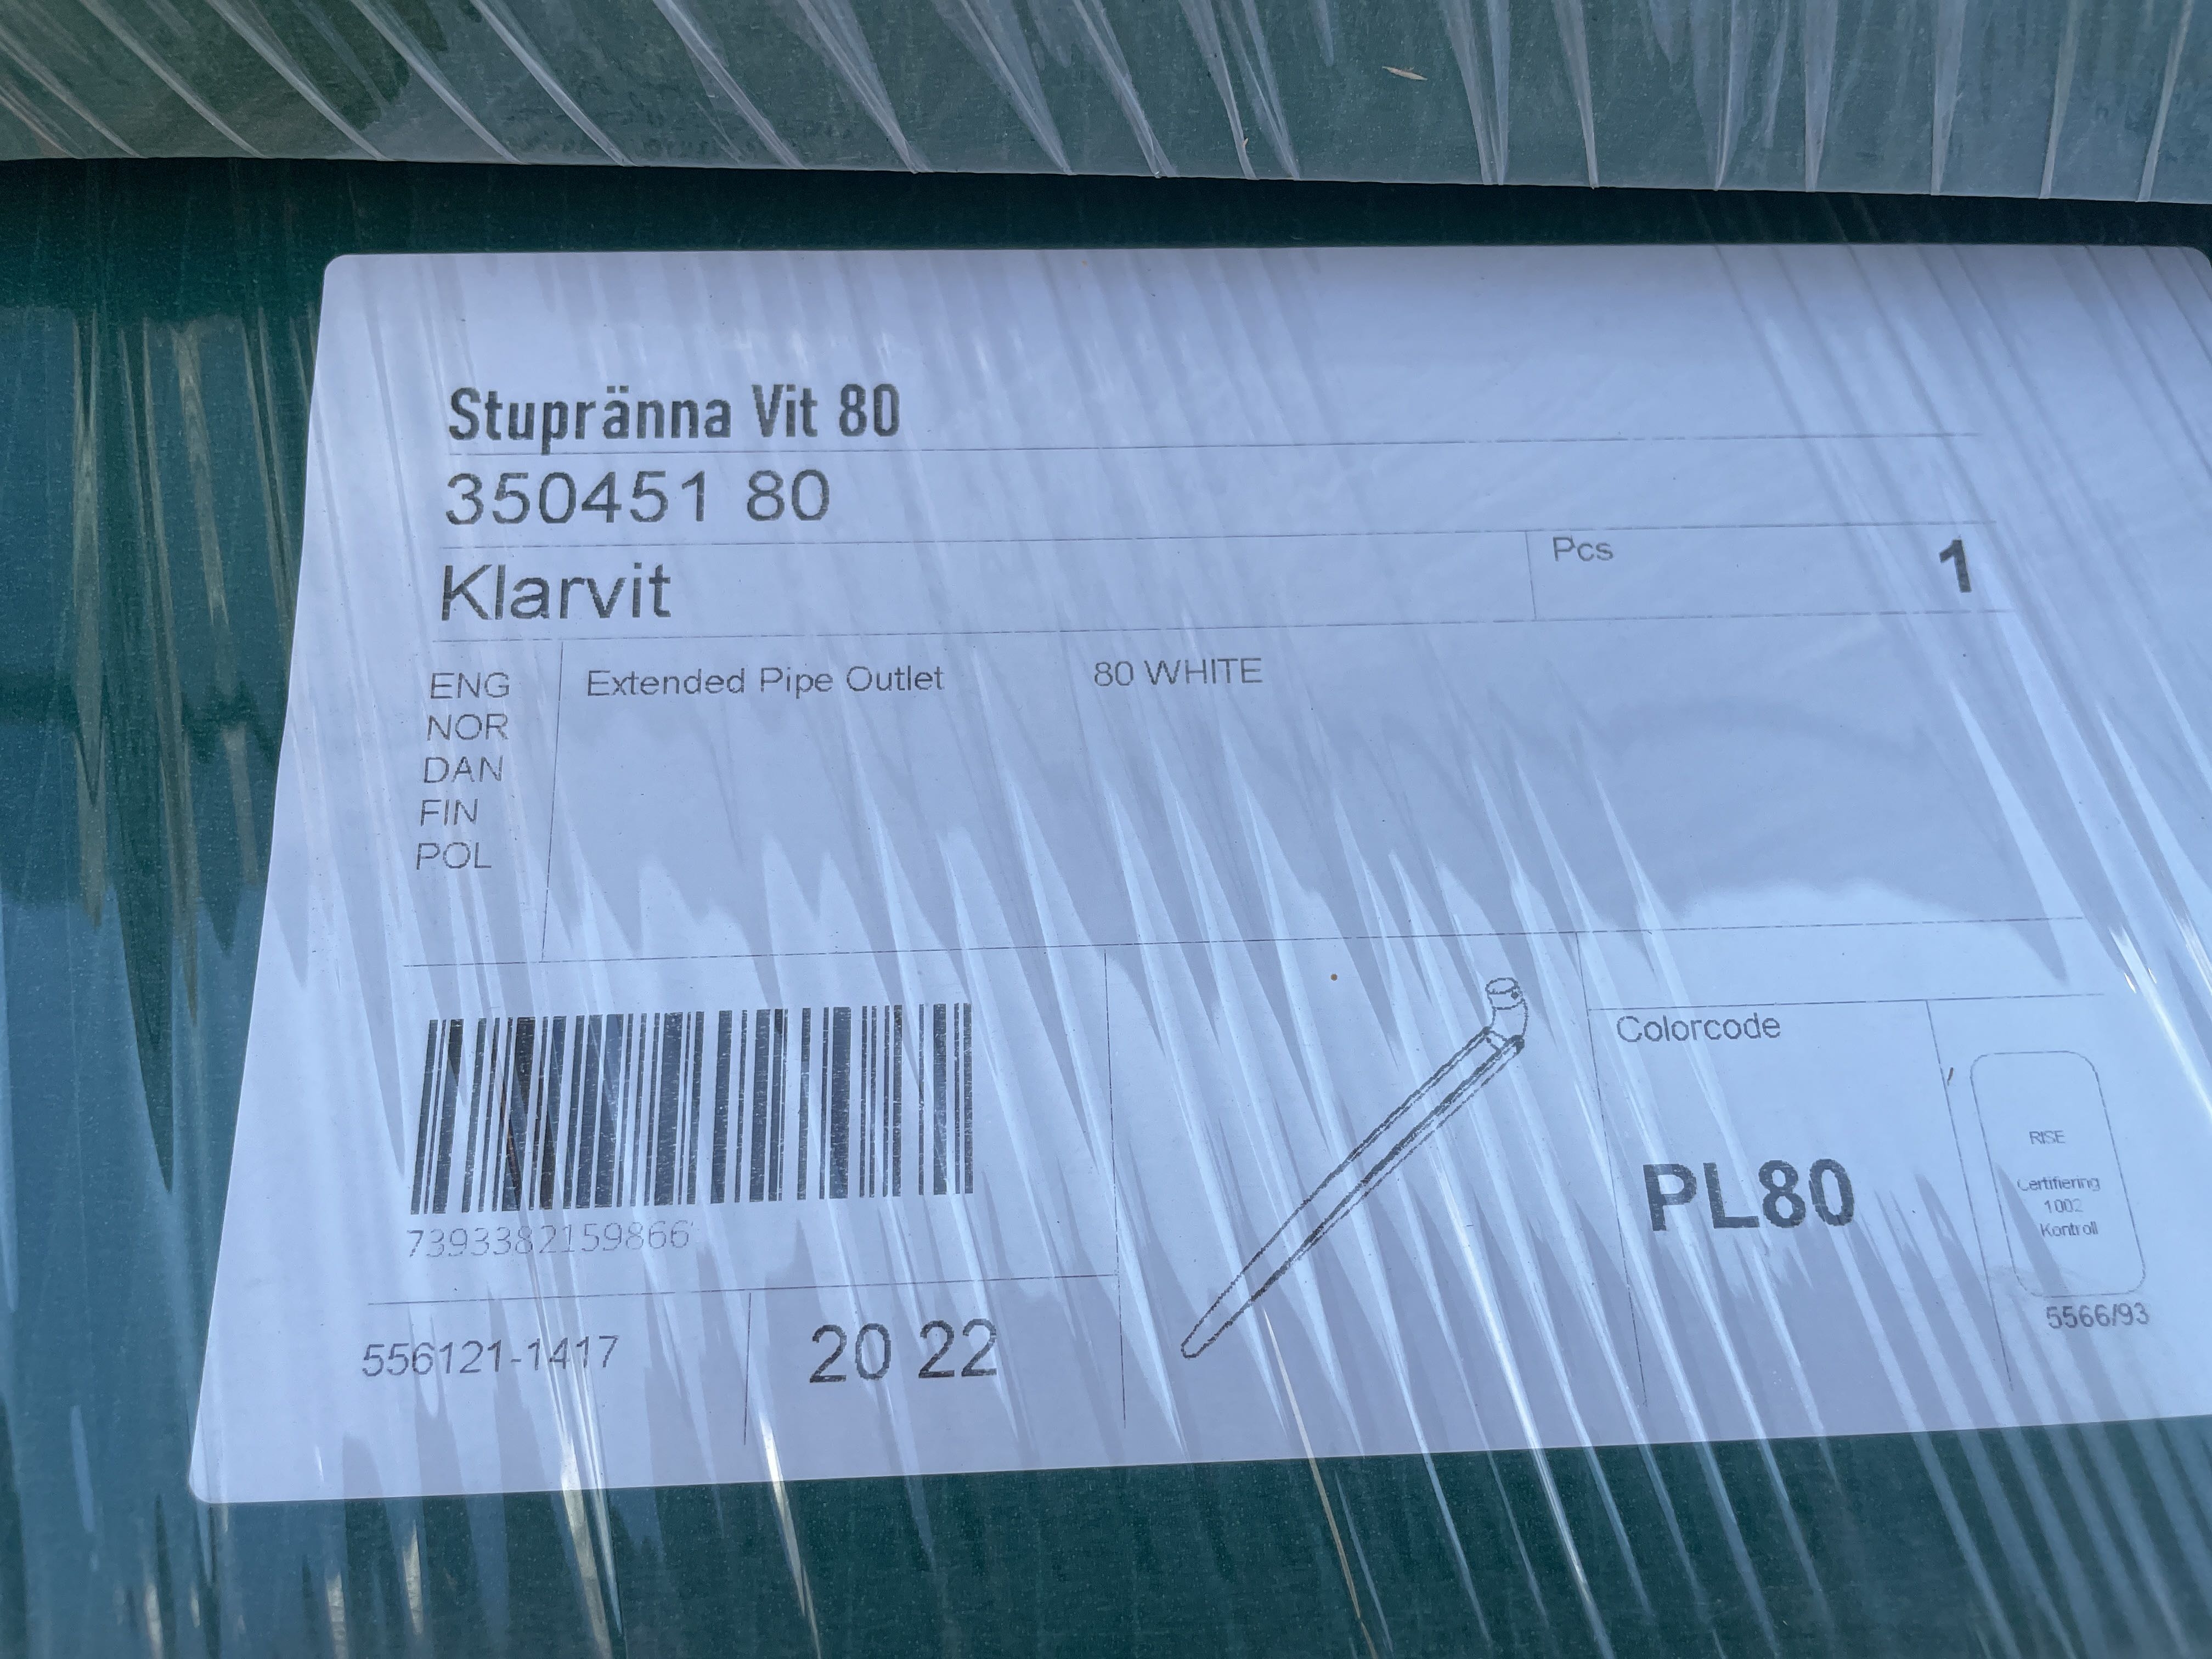 Stupränna Vit 80
350451 80
Klarvit
Pcs 1
ENG Extended Pipe Outlet 80 WHITE
NOR
DAN
FIN
POL
7393382159866
Colorcode
PL80
RISE
Certifiering
1002
Kontroll
5566/93
556121-1417
20 22